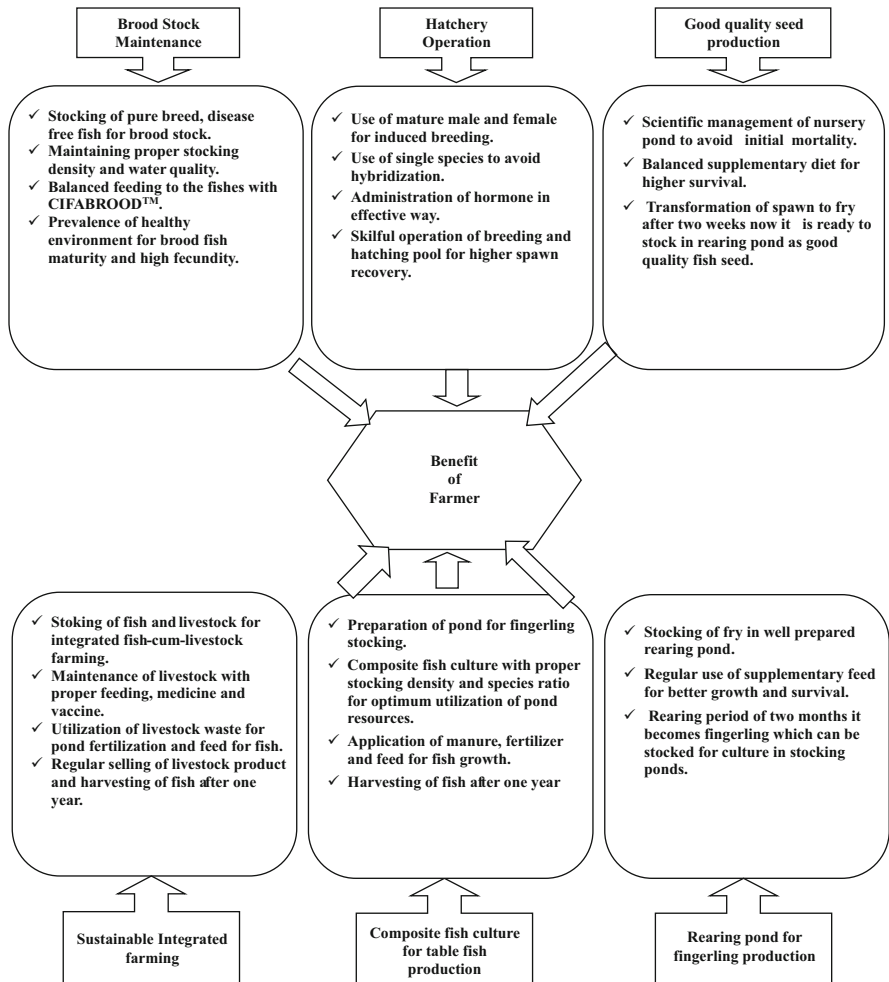 Brood Stock
Maintenance
Hatchery
Operation
Good quality seed
production
✓ Stocking of pure breed, disease
free fish for brood stock.
✓ Maintaining proper stocking
density and water quality.
✓ Balanced feeding to the fishes with
CIFABROOD™.
✓ Prevalence of healthy
environment for brood fish
maturity and high fecundity.
✓ Use of mature male and female
for induced breeding.
✓ Use of single species to avoid
hybridization.
✓ Administration of hormone in
effective way.
✓ Skilful operation of breeding and
hatching pool for higher spawn
recovery.
✓ Scientific management of nursery
pond to avoid initial mortality.
✓ Balanced supplementary diet for
higher survival.
✓ Transformation of spawn to fry
after two weeks now it is ready to
stock in rearing pond as good
quality fish seed.
Benefit
of
Farmer
✓ Stoking of fish and livestock for
integrated fish-cum-livestock
farming.
✓ Maintenance of livestock with
proper feeding, medicine and
vaccine.
✓ Utilization of livestock waste for
pond fertilization and feed for fish.
✓ Regular selling of livestock product
and harvesting of fish after one
year.
✓ Preparation of pond for fingerling
stocking.
✓ Composite fish culture with proper
stocking density and species ratio
for optimum utilization of pond
resources.
✓ Application of manure, fertilizer
and feed for fish growth.
✓ Harvesting of fish after one year
✓ Stocking of fry in well prepared
rearing pond.
✓ Regular use of supplementary feed
for better growth and survival.
✓ Rearing period of two months it
becomes fingerling which can be
stocked for culture in stocking
ponds.
Sustainable Integrated
farming
Composite fish culture
for table fish
production
Rearing pond for
fingerling production